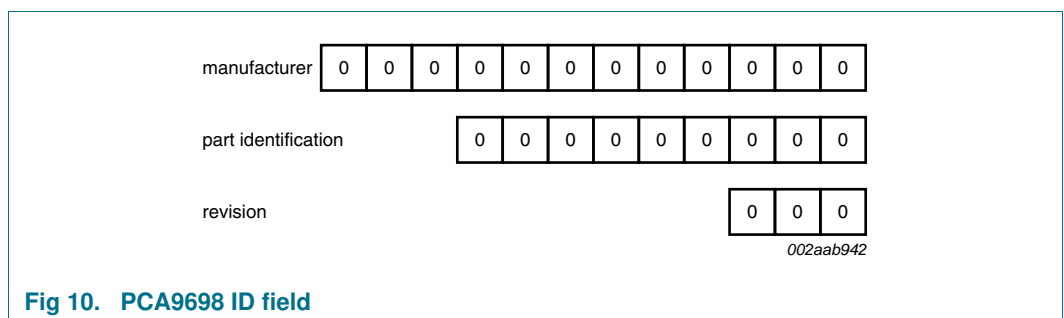 manufacturer 0 0 0 0 0 0 0 0 0 0 0 0
part identification 0 0 0 0 0 0 0 0 0
revision 0 0 0
002aab942
Fig 10. PCA9698 ID field